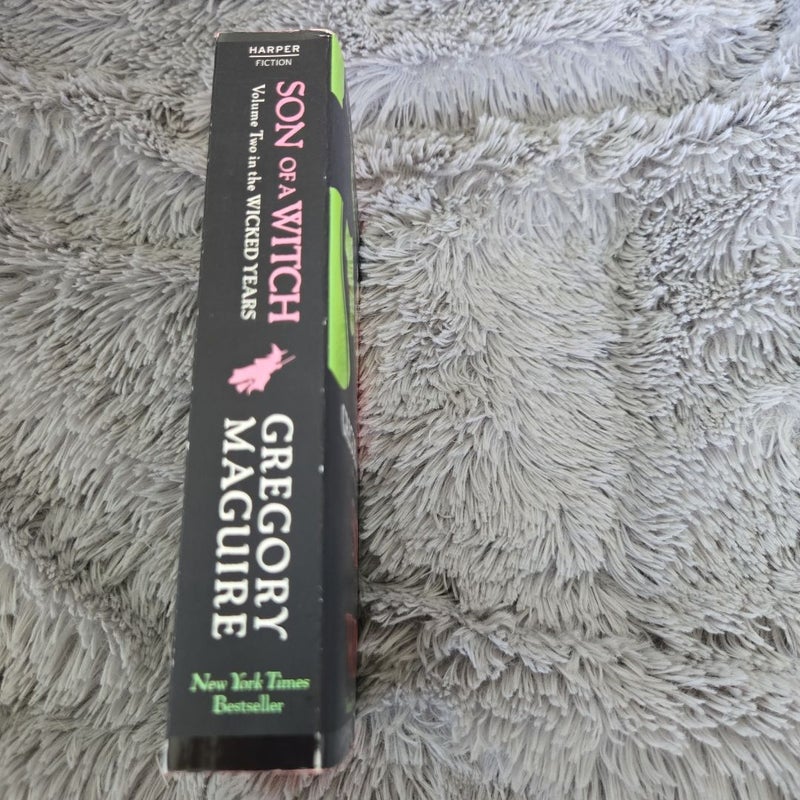 HARPER
FICTION
SON OF A WITCH
Volume Two in the WICKED YEARS
GREGORY
MAGUIRE
New York Times
Bestseller